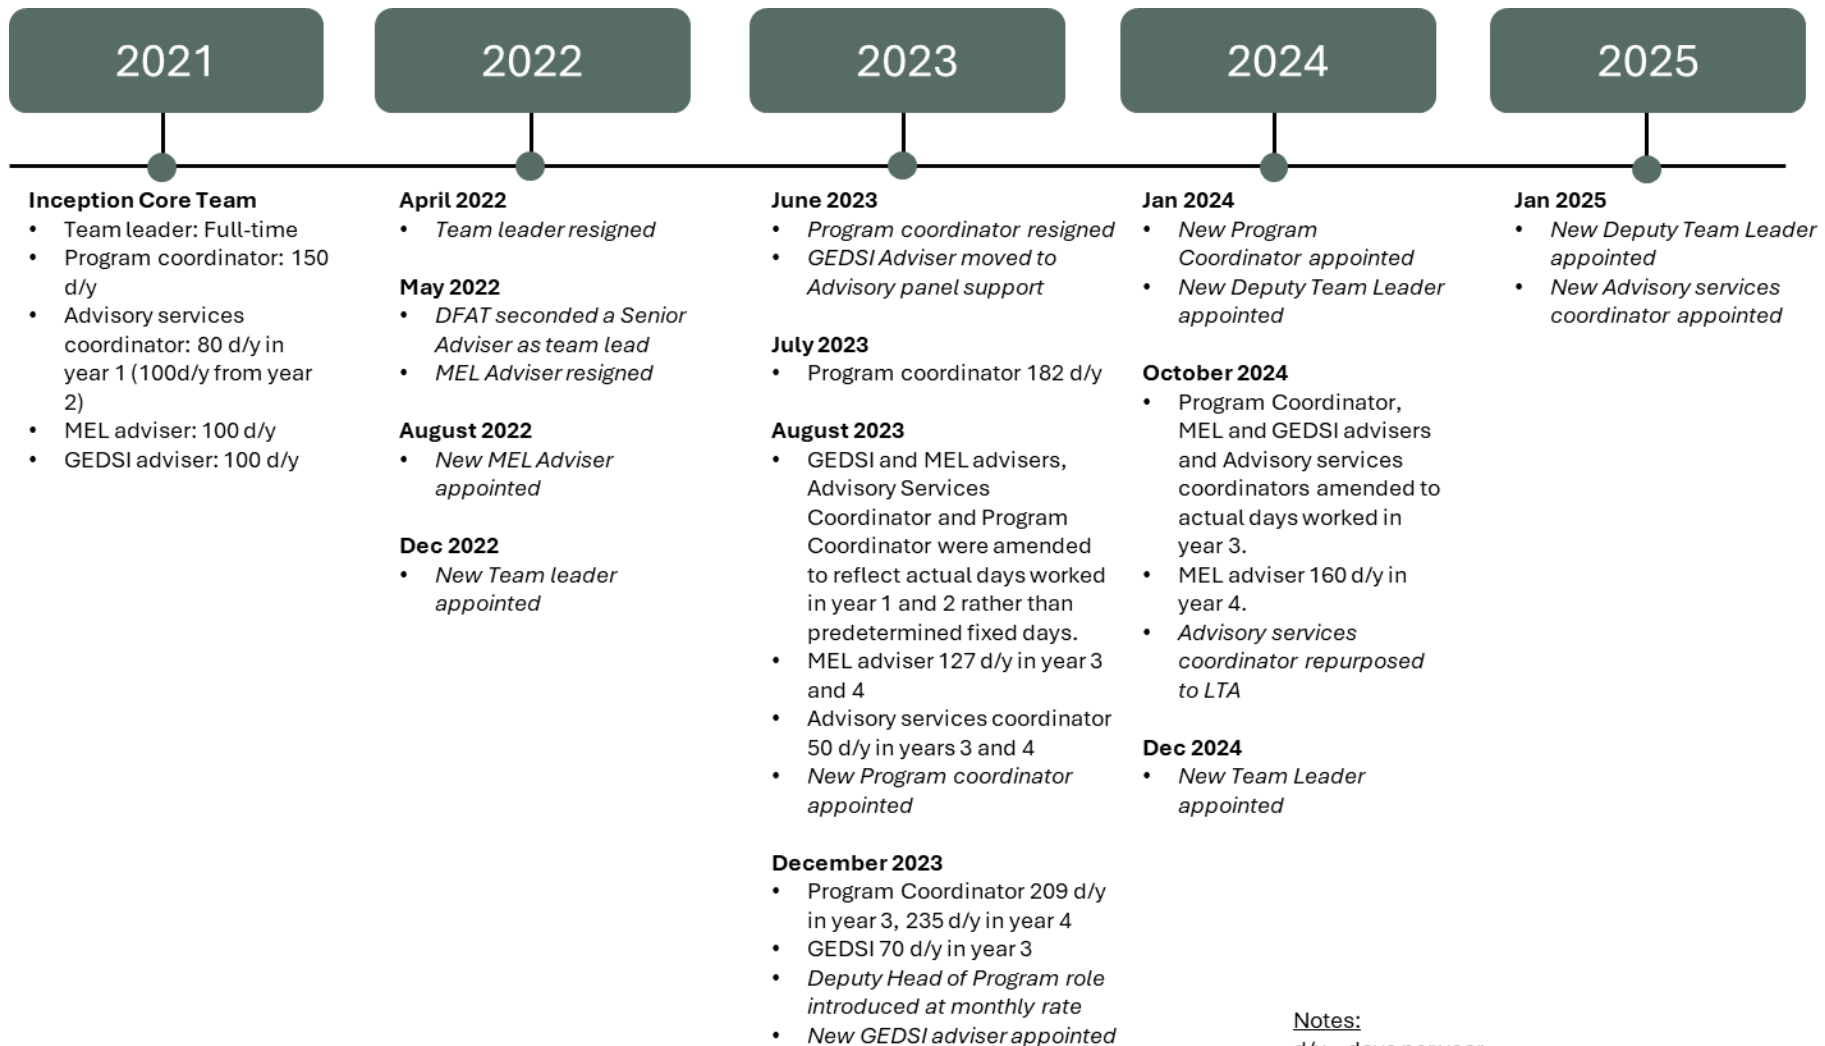 2021
2022
2023
2024
2025
Inception Core Team
• Team leader: Full-time
• Program coordinator: 150
d/y
• Advisory services
coordinator: 80 d/y in
year 1 (100d/y from year
2)
• MEL adviser: 100 d/y
• GEDSI adviser: 100 d/y
April 2022
• Team leader resigned
May 2022
• DFAT seconded a Senior
Adviser as team lead
• MEL Adviser resigned
August 2022
• New MEL Adviser
appointed
Dec 2022
• New Team leader
appointed
June 2023
• Program coordinator resigned
• GEDSI Adviser moved to
Advisory panel support
July 2023
• Program coordinator 182 d/y
August 2023
• GEDSI and MEL advisers,
Advisory Services
Coordinator and Program
Coordinator were amended
to reflect actual days worked
in year 1 and 2 rather than
predetermined fixed days.
• MEL adviser 127 d/y in year 3
and 4
• Advisory services coordinator
50 d/y in years 3 and 4
• New Program coordinator
appointed
December 2023
• Program Coordinator 209 d/y
in year 3, 235 d/y in year 4
• GEDSI 70 d/y in year 3
• Deputy Head of Program role
introduced at monthly rate
• New GEDSI adviser appointed
Jan 2024
• New Program
Coordinator appointed
• New Deputy Team Leader
appointed
October 2024
• Program Coordinator,
MEL and GEDSI advisers
and Advisory services
coordinators amended to
actual days worked in
year 3.
• MEL adviser 160 d/y in
year 4.
• Advisory services
coordinator repurposed
to LTA
Dec 2024
• New Team Leader
appointed
Jan 2025
• New Deputy Team Leader
appointed
• New Advisory services
coordinator appointed
Notes: